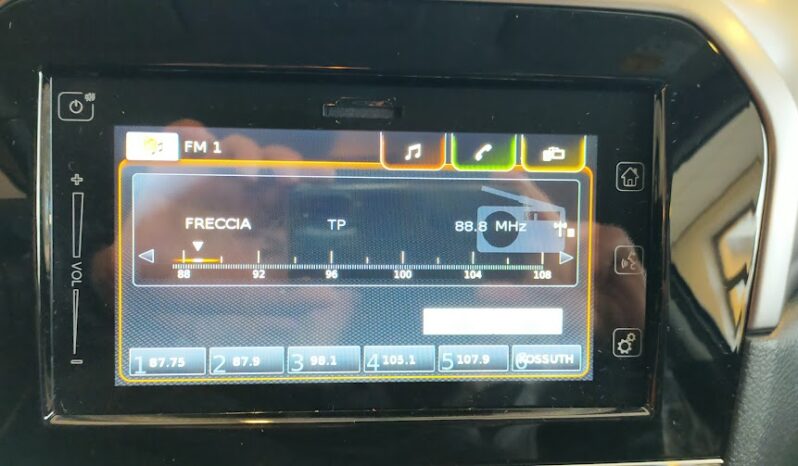 FM 1
FRECCIA TP 88.8 MHz
88 92 96 100 104 108
1 87.75 2 87.9 3 98.1 4 105.1 5 107.9 6 KOSSUTH
+
VOL
-